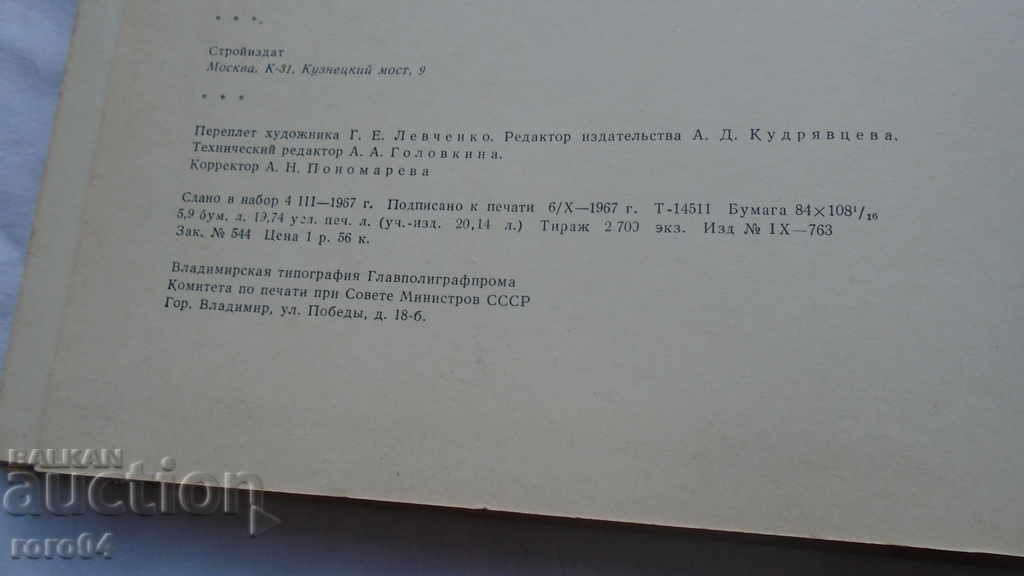 * * *.
Стройиздат
Москва, К-31, Кузнецкий мост, 9
* * *
Переплет художника Г. Е. Левченко. Редактор издательства А. Д. Кудрявцева.
Технический редактор А. А. Головкина.
Корректор А. Н. Пономарева
Сдано в набор 4 III—1967 г. Подписано к печати 6/X—1967 г. Т-14511 Бумага 84×108¹/₁₆
5,9 бум. л. 19,74 усл. печ. л. (уч.-изд. 20,14 л.) Тираж 2 700 экз. Изд № IX—763
Зак. № 544 Цена 1 р. 56 к.
Владимирская типография Главполиграфпрома
Комитета по печати при Совете Министров СССР
Гор. Владимир, ул. Победы, д. 18-б.
BALKAN
auction
roro04